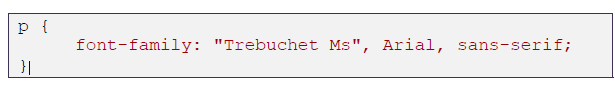 p {
font-family: "Trebuchet Ms", Arial, sans-serif;
}